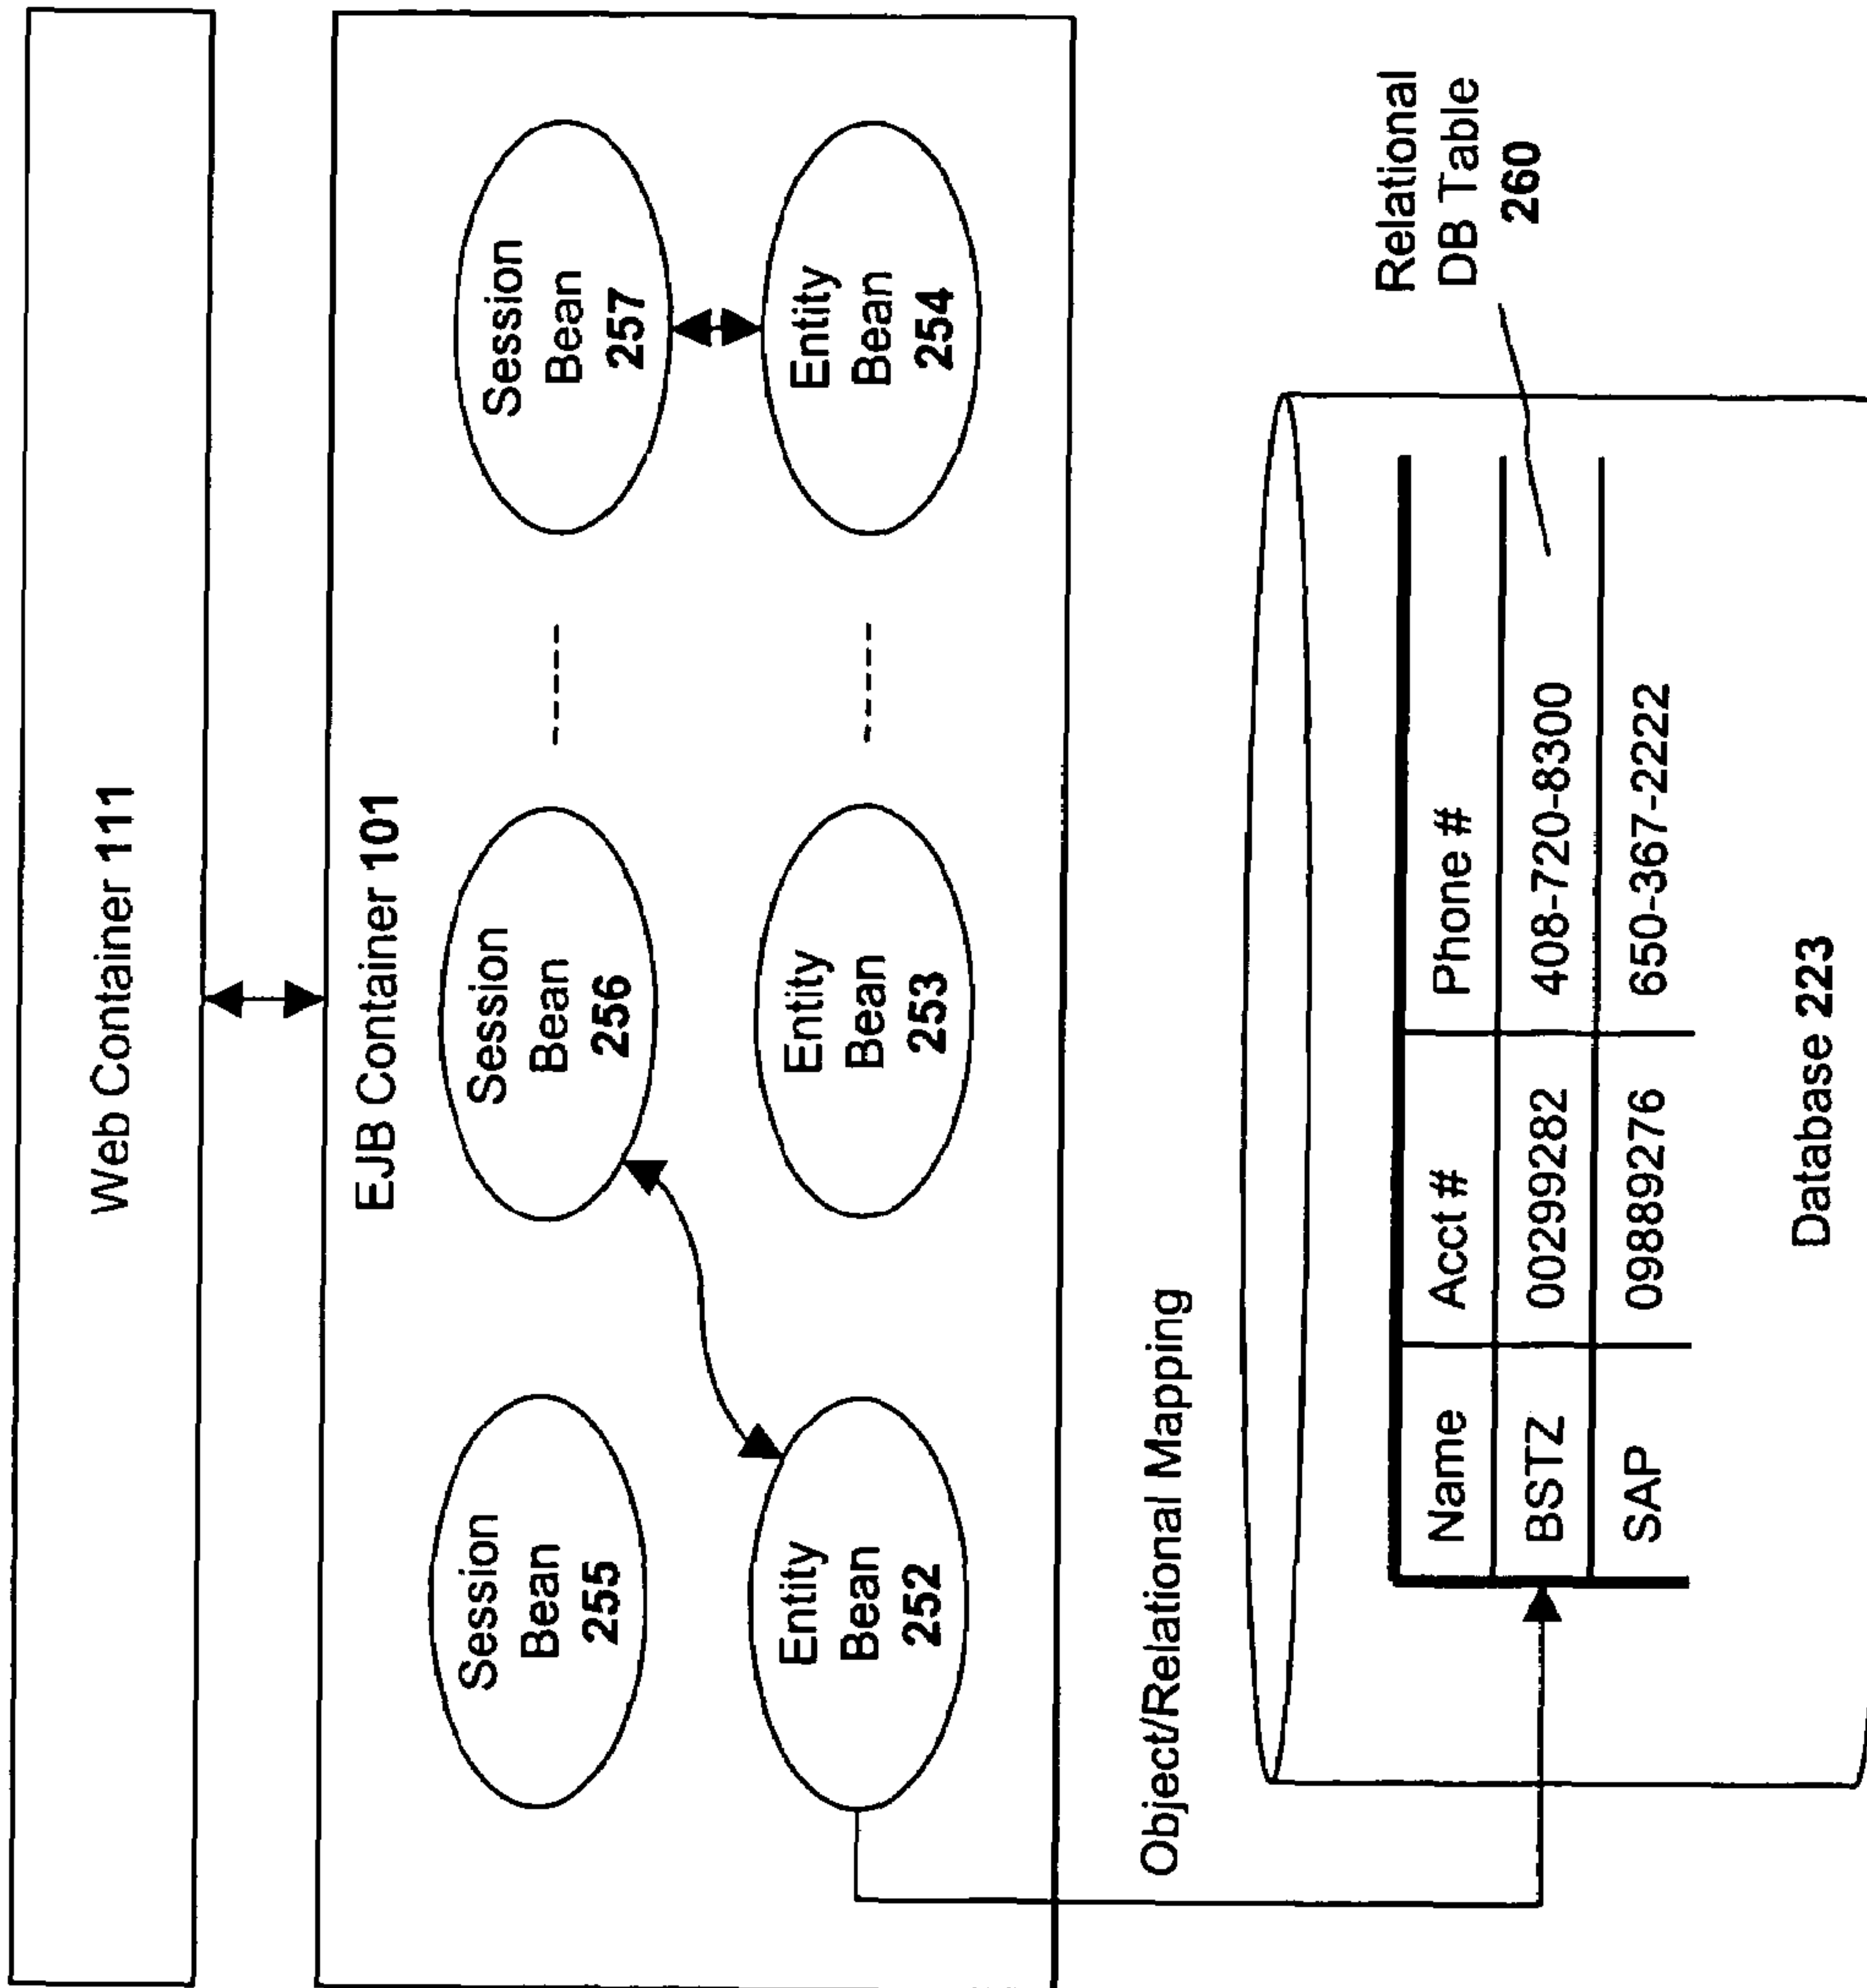 Web Container 111
EJB Container 101
Session
Bean
255
Session
Bean
256
Session
Bean
257
Entity
Bean
252
Entity
Bean
253
Entity
Bean
254
Object/Relational Mapping
Relational
DB Table
260
Name Acct # Phone #
BSTZ 00299282 408-720-8300
SAP 09889276 650-367-2222
Database 223